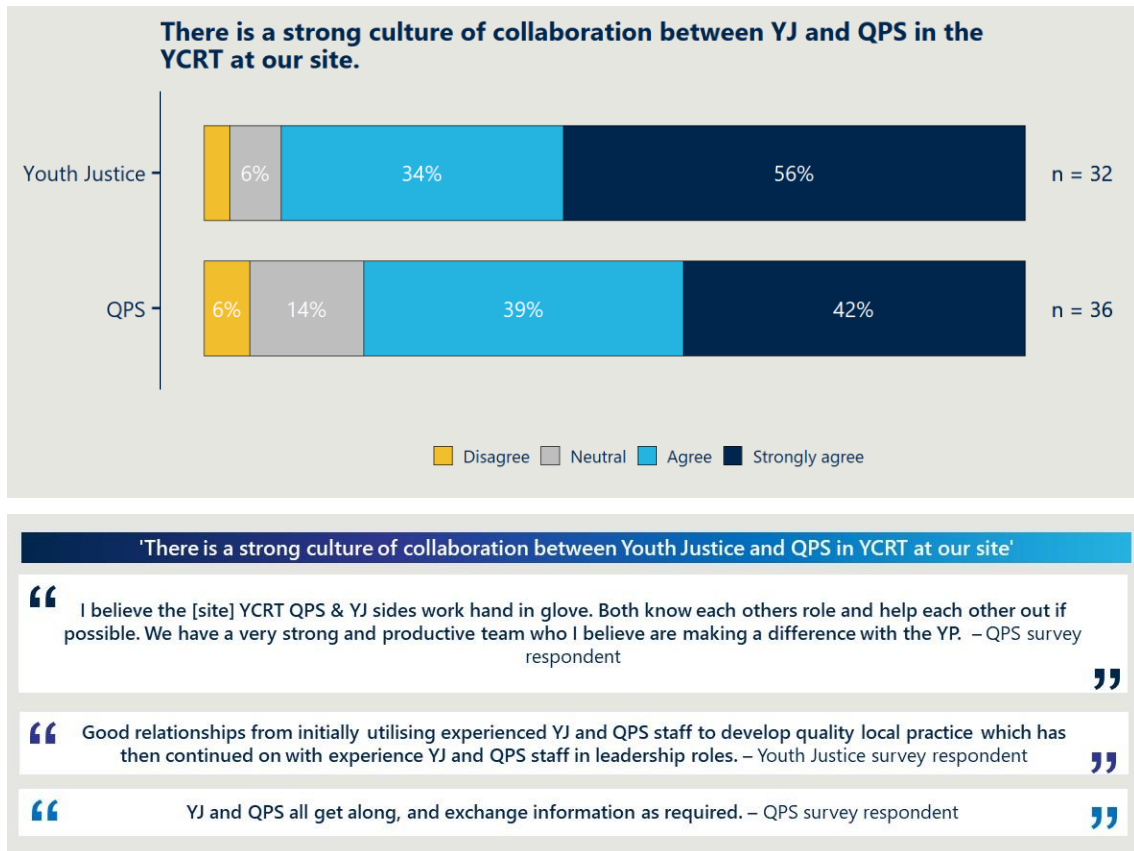 There is a strong culture of collaboration between YJ and QPS in the
YCRT at our site.
Youth Justice
6%
34%
56%
n = 32
QPS
6%
14%
39%
42%
n = 36
Disagree
Neutral
Agree
Strongly agree
'There is a strong culture of collaboration between Youth Justice and QPS in YCRT at our site'
“ I believe the [site] YCRT QPS & YJ sides work hand in glove. Both know each others role and help each other out if
possible. We have a very strong and productive team who I believe are making a difference with the YP. – QPS survey
respondent ”
“ Good relationships from initially utilising experienced YJ and QPS staff to develop quality local practice which has
then continued on with experience YJ and QPS staff in leadership roles. – Youth Justice survey respondent ”
“ YJ and QPS all get along, and exchange information as required. – QPS survey respondent ”